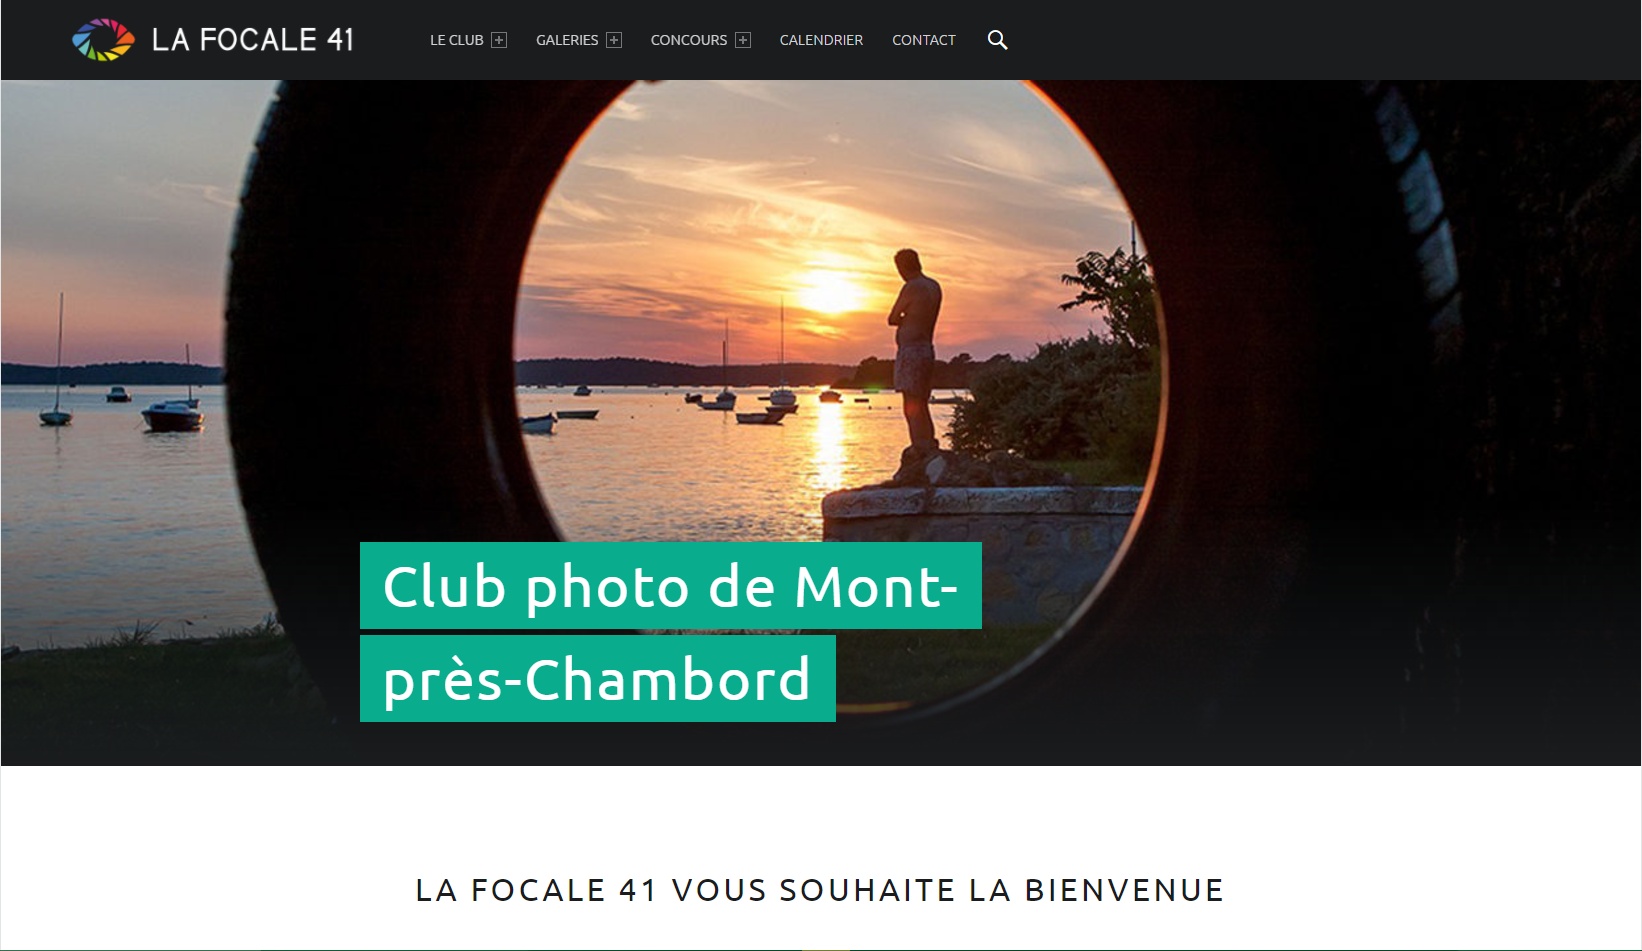 LA FOCALE 41
LE CLUB
GALERIES
CONCOURS
CALENDRIER
CONTACT
Club photo de Mont-
près-Chambord
LA FOCALE 41 VOUS SOUHAITE LA BIENVENUE